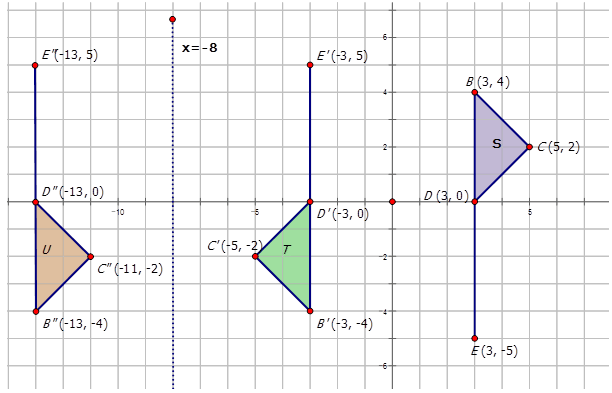 E″(-13, 5)
x=-8
E′(-3, 5)
6
B (3, 4)
4
S
2
C (5, 2)
D″(-13, 0)
D (3, 0)
-10
-5
D′(-3, 0)
5
U
C′(-5, -2)
T
-2
C″(-11, -2)
B″(-13, -4)
B′(-3, -4)
-4
E (3, -5)
-6